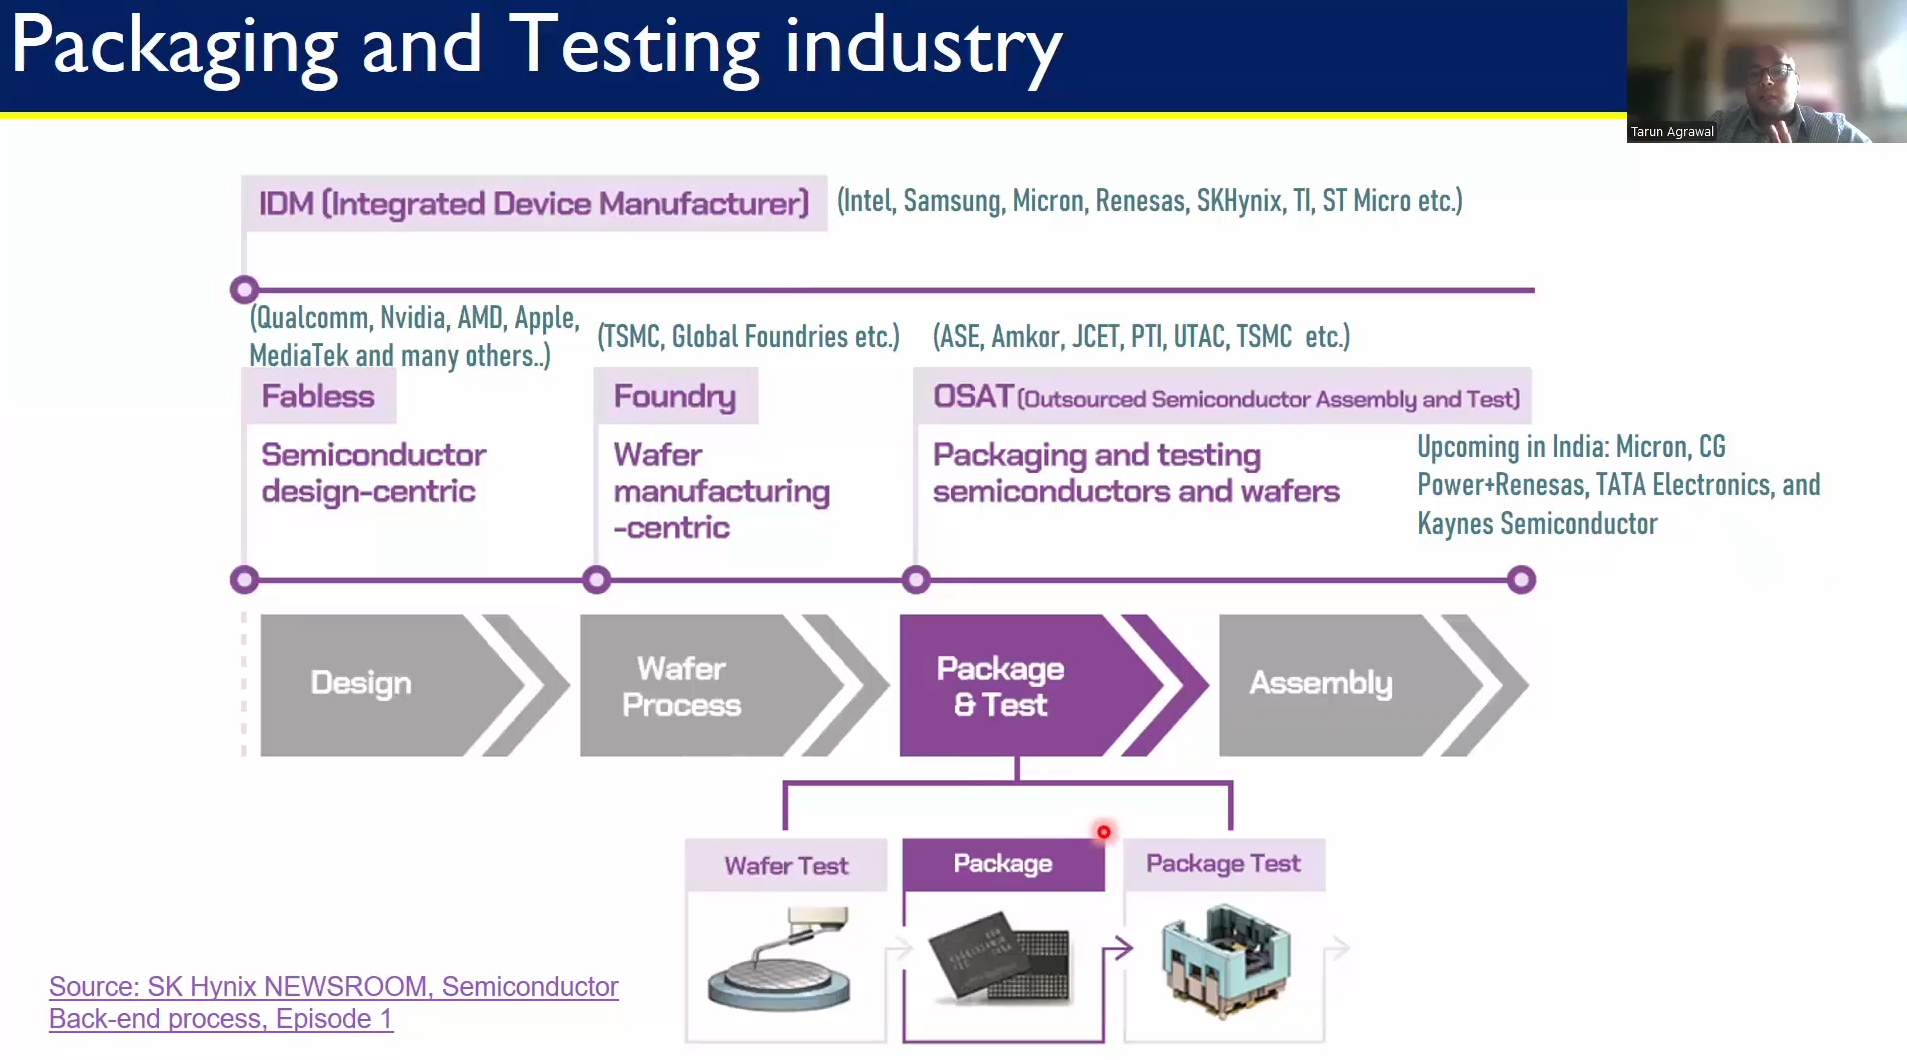 Packaging and Testing industry
Tarun Agrawal
IDM (Integrated Device Manufacturer)
(Intel, Samsung, Micron, Renesas, SKHynix, TI, ST Micro etc.)
(Qualcomm, Nvidia, AMD, Apple,
MediaTek and many others..)
(TSMC, Global Foundries etc.)
(ASE, Amkor, JCET, PTI, UTAC, TSMC etc.)
Fabless
Semiconductor
design-centric
Foundry
Wafer
manufacturing
-centric
OSAT (Outsourced Semiconductor Assembly and Test)
Packaging and testing
semiconductors and wafers
Upcoming in India: Micron, CG
Power+Renesas, TATA Electronics, and
Kaynes Semiconductor
Design
Wafer
Process
Package
& Test
Assembly
Wafer Test
Package
Package Test
Source: SK Hynix NEWSROOM, Semiconductor
Back-end process, Episode 1